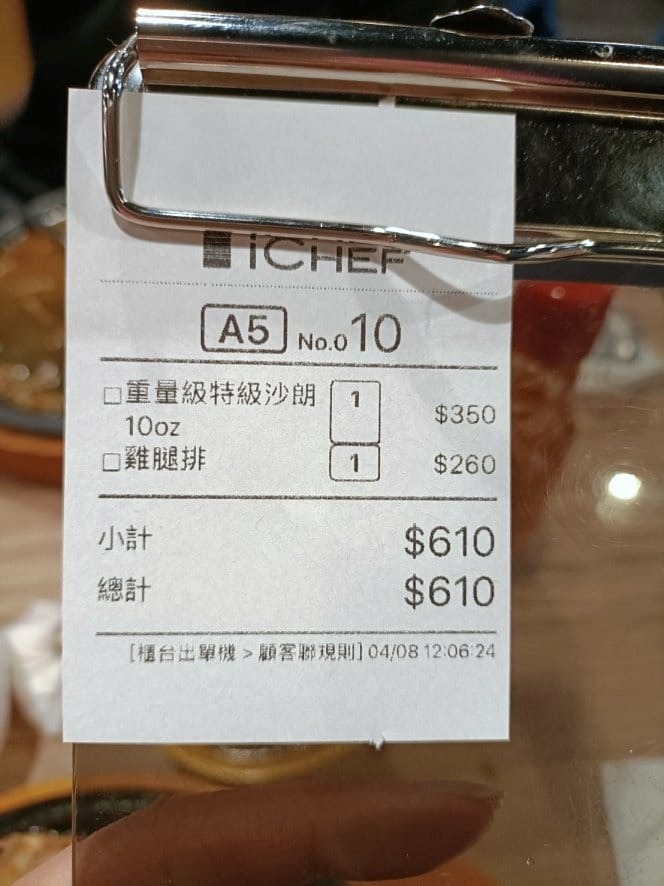 iCHEF
A5 No.010
□重量級特級沙朗 1 $350
10oz
□雞腿排 1 $260
小計 $610
總計 $610
[櫃台出單機 > 顧客聯規則] 04/08 12:06:24